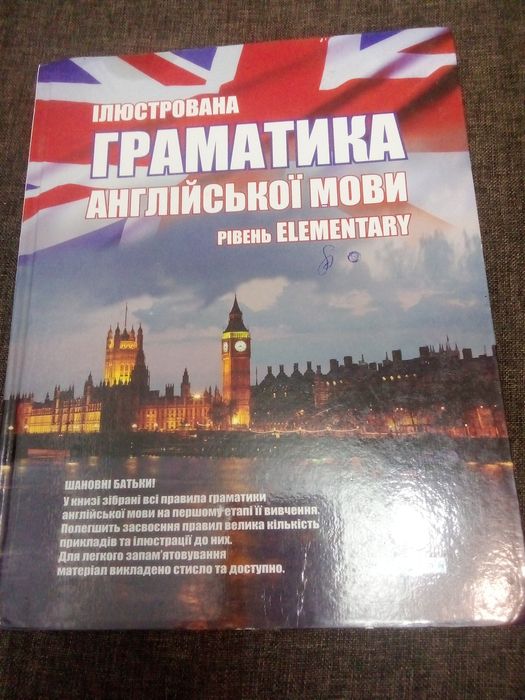 ІЛЮСТРОВАНА
ГРАМАТИКА
АНГЛІЙСЬКОЇ МОВИ
РІВЕНЬ ELEMENTARY
ШАНОВНІ БАТЬКИ!
У книзі зібрані всі правила граматики
англійської мови на першому етапі її вивчення.
Полегшить засвоєння правил велика кількість
прикладів та ілюстрації до них.
Для легкого запам'ятовування
матеріал викладено стисло та доступно.